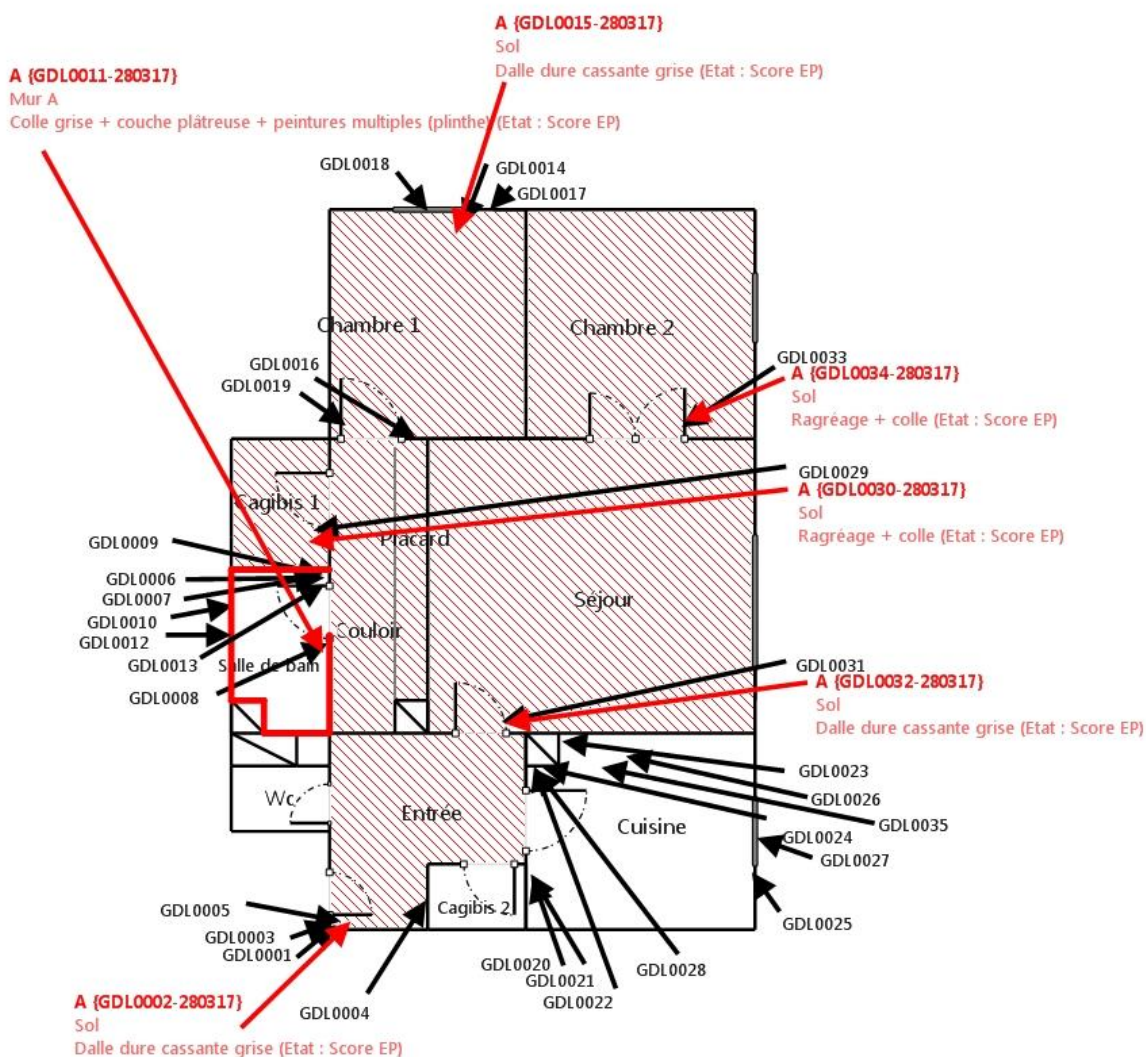 A {GDL0015-280317}
Sol
Dalle dure cassante grise (Etat : Score EP)
A {GDL0011-280317}
Mur A
Colle grise + couche plâtreuse + peintures multiples (plinthe) (Etat : Score EP)
GDL0018
GDL0014
GDL0017
Chambre 1
Chambre 2
GDL0016
GDL0019
GDL0033
A {GDL0034-280317}
Sol
Ragréage + colle (Etat : Score EP)
GDL0029
A {GDL0030-280317}
Sol
Ragréage + colle (Etat : Score EP)
Cagibis 1
Placard
GDL0009
GDL0006
GDL0007
GDL0010
GDL0012
GDL0013
GDL0008
Salle de bain
Couloir
Séjour
GDL0031
A {GDL0032-280317}
Sol
Dalle dure cassante grise (Etat : Score EP)
GDL0023
GDL0026
GDL0035
GDL0024
GDL0027
Wc
Entrée
Cuisine
GDL0005
GDL0003
GDL0001
Cagibis 2
GDL0025
GDL0020
GDL0021
GDL0028
GDL0022
GDL0004
A {GDL0002-280317}
Sol
Dalle dure cassante grise (Etat : Score EP)